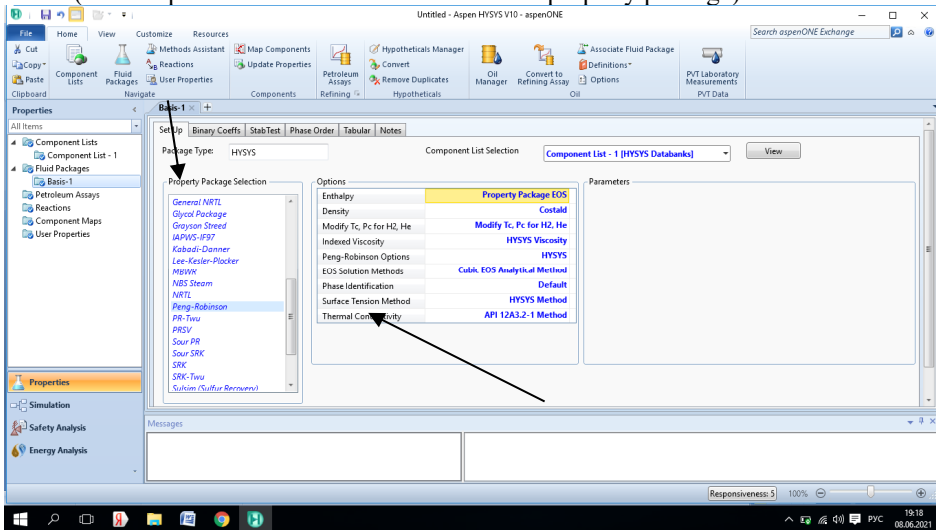 Untitled - Aspen HYSYS V10 - aspenONE
File Home View Customize Resources
Search aspenONE Exchange
Cut
Copy
Paste
Clipboard
Component Lists
Fluid Packages
Methods Assistant
Reactions
User Properties
Navigate
Map Components
Update Properties
Components
Petroleum Assays
Refining
Hypotheticals Manager
Convert
Remove Duplicates
Hypotheticals
Oil Manager
Convert to Refining Assay
Associate Fluid Package
Definitions
Options
Oil
PVT Laboratory Measurements
PVT Data
Properties <
All Items
Component Lists
Component List - 1
Fluid Packages
Basis-1
Petroleum Assays
Reactions
Component Maps
User Properties
Properties
Simulation
Safety Analysis
Energy Analysis
Basis-1 × +
Set Up Binary Coeffs StabTest Phase Order Tabular Notes
Package Type: HYSYS
Component List Selection Component List - 1 [HYSYS Databanks] View
Property Package Selection
General NRTL
Glycol Package
Grayson Streed
IAPWS-IF97
Kabadi-Danner
Lee-Kesler-Plocker
MBWR
NBS Steam
NRTL
Peng-Robinson
PR-Twu
PRSV
Sour PR
Sour SRK
SRK
SRK-Twu
Sulsim (Sulfur Recovery)
Options
Enthalpy Property Package EOS
Density Costald
Modify Tc, Pc for H2, He Modify Tc, Pc for H2, He
Indexed Viscosity HYSYS Viscosity
Peng-Robinson Options HYSYS
EOS Solution Methods Cubic EOS Analytical Method
Phase Identification Default
Surface Tension Method HYSYS Method
Thermal Conductivity API 12A3.2-1 Method
Parameters
Messages
Responsiveness: 5 100%
РУС
19:18
08.06.2021